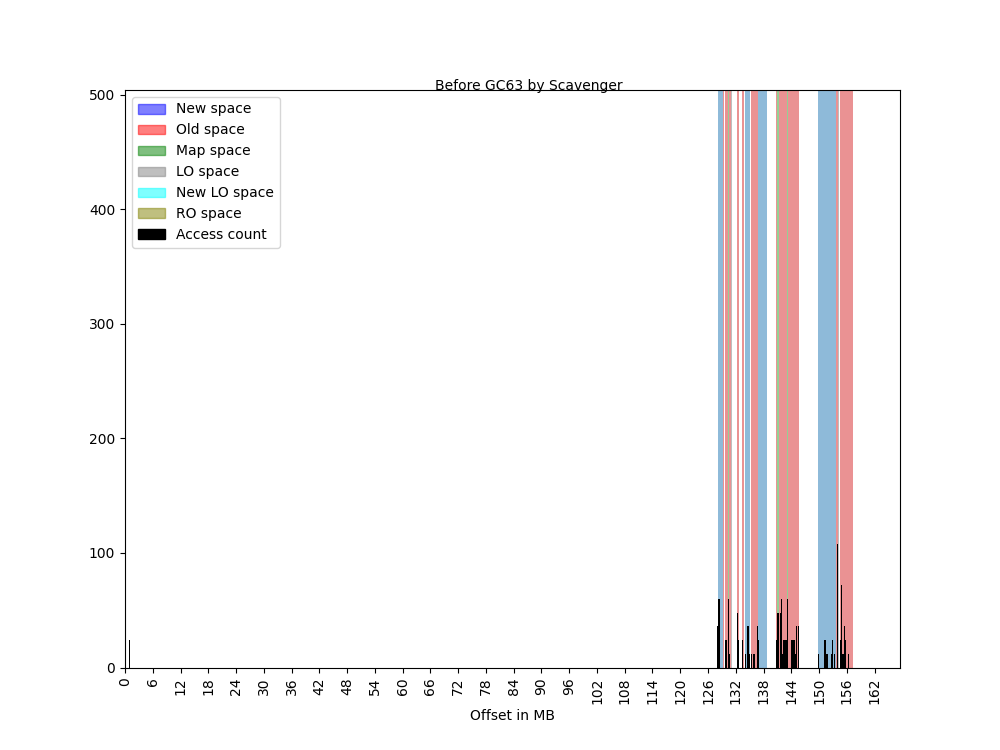 Before GC63 by Scavenger
New space
Old space
Map space
LO space
New LO space
RO space
Access count
500
400
300
200
100
0
0 6 12 18 24 30 36 42 48 54 60 66 72 78 84 90 96 102 108 114 120 126 132 138 144 150 156 162
Offset in MB